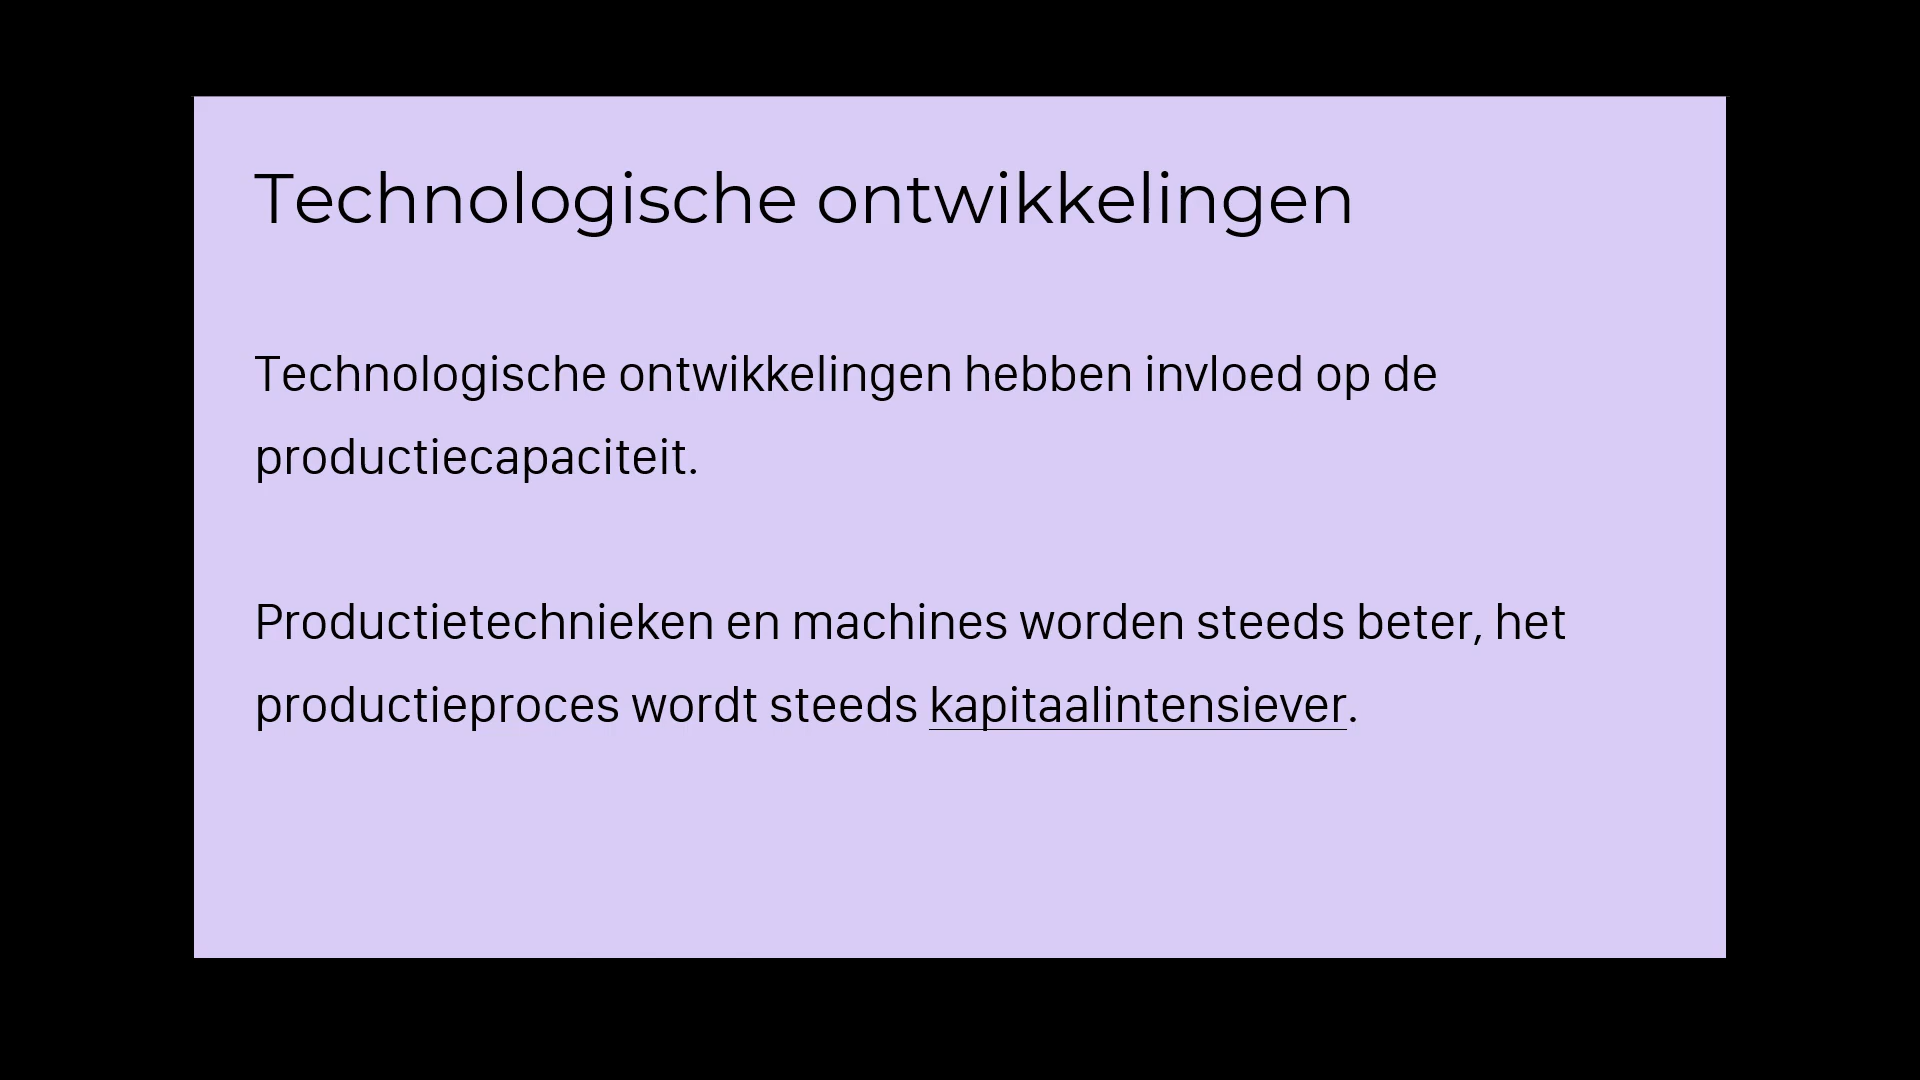 Technologische ontwikkelingen
Technologische ontwikkelingen hebben invloed op de
productiecapaciteit.
Productietechnieken en machines worden steeds beter, het
productieproces wordt steeds kapitaalintensiever.